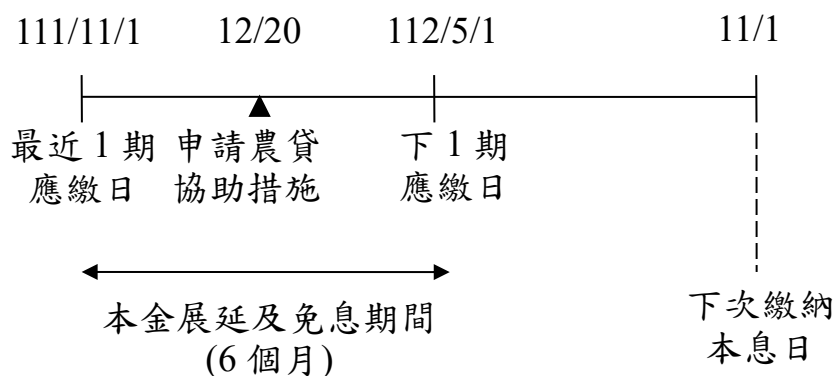 111/11/1 12/20 112/5/1 11/1
最近 1 期 申請農貸 下 1 期
應繳日 協助措施 應繳日
本金展延及免息期間
(6 個月)
下次繳納
本息日